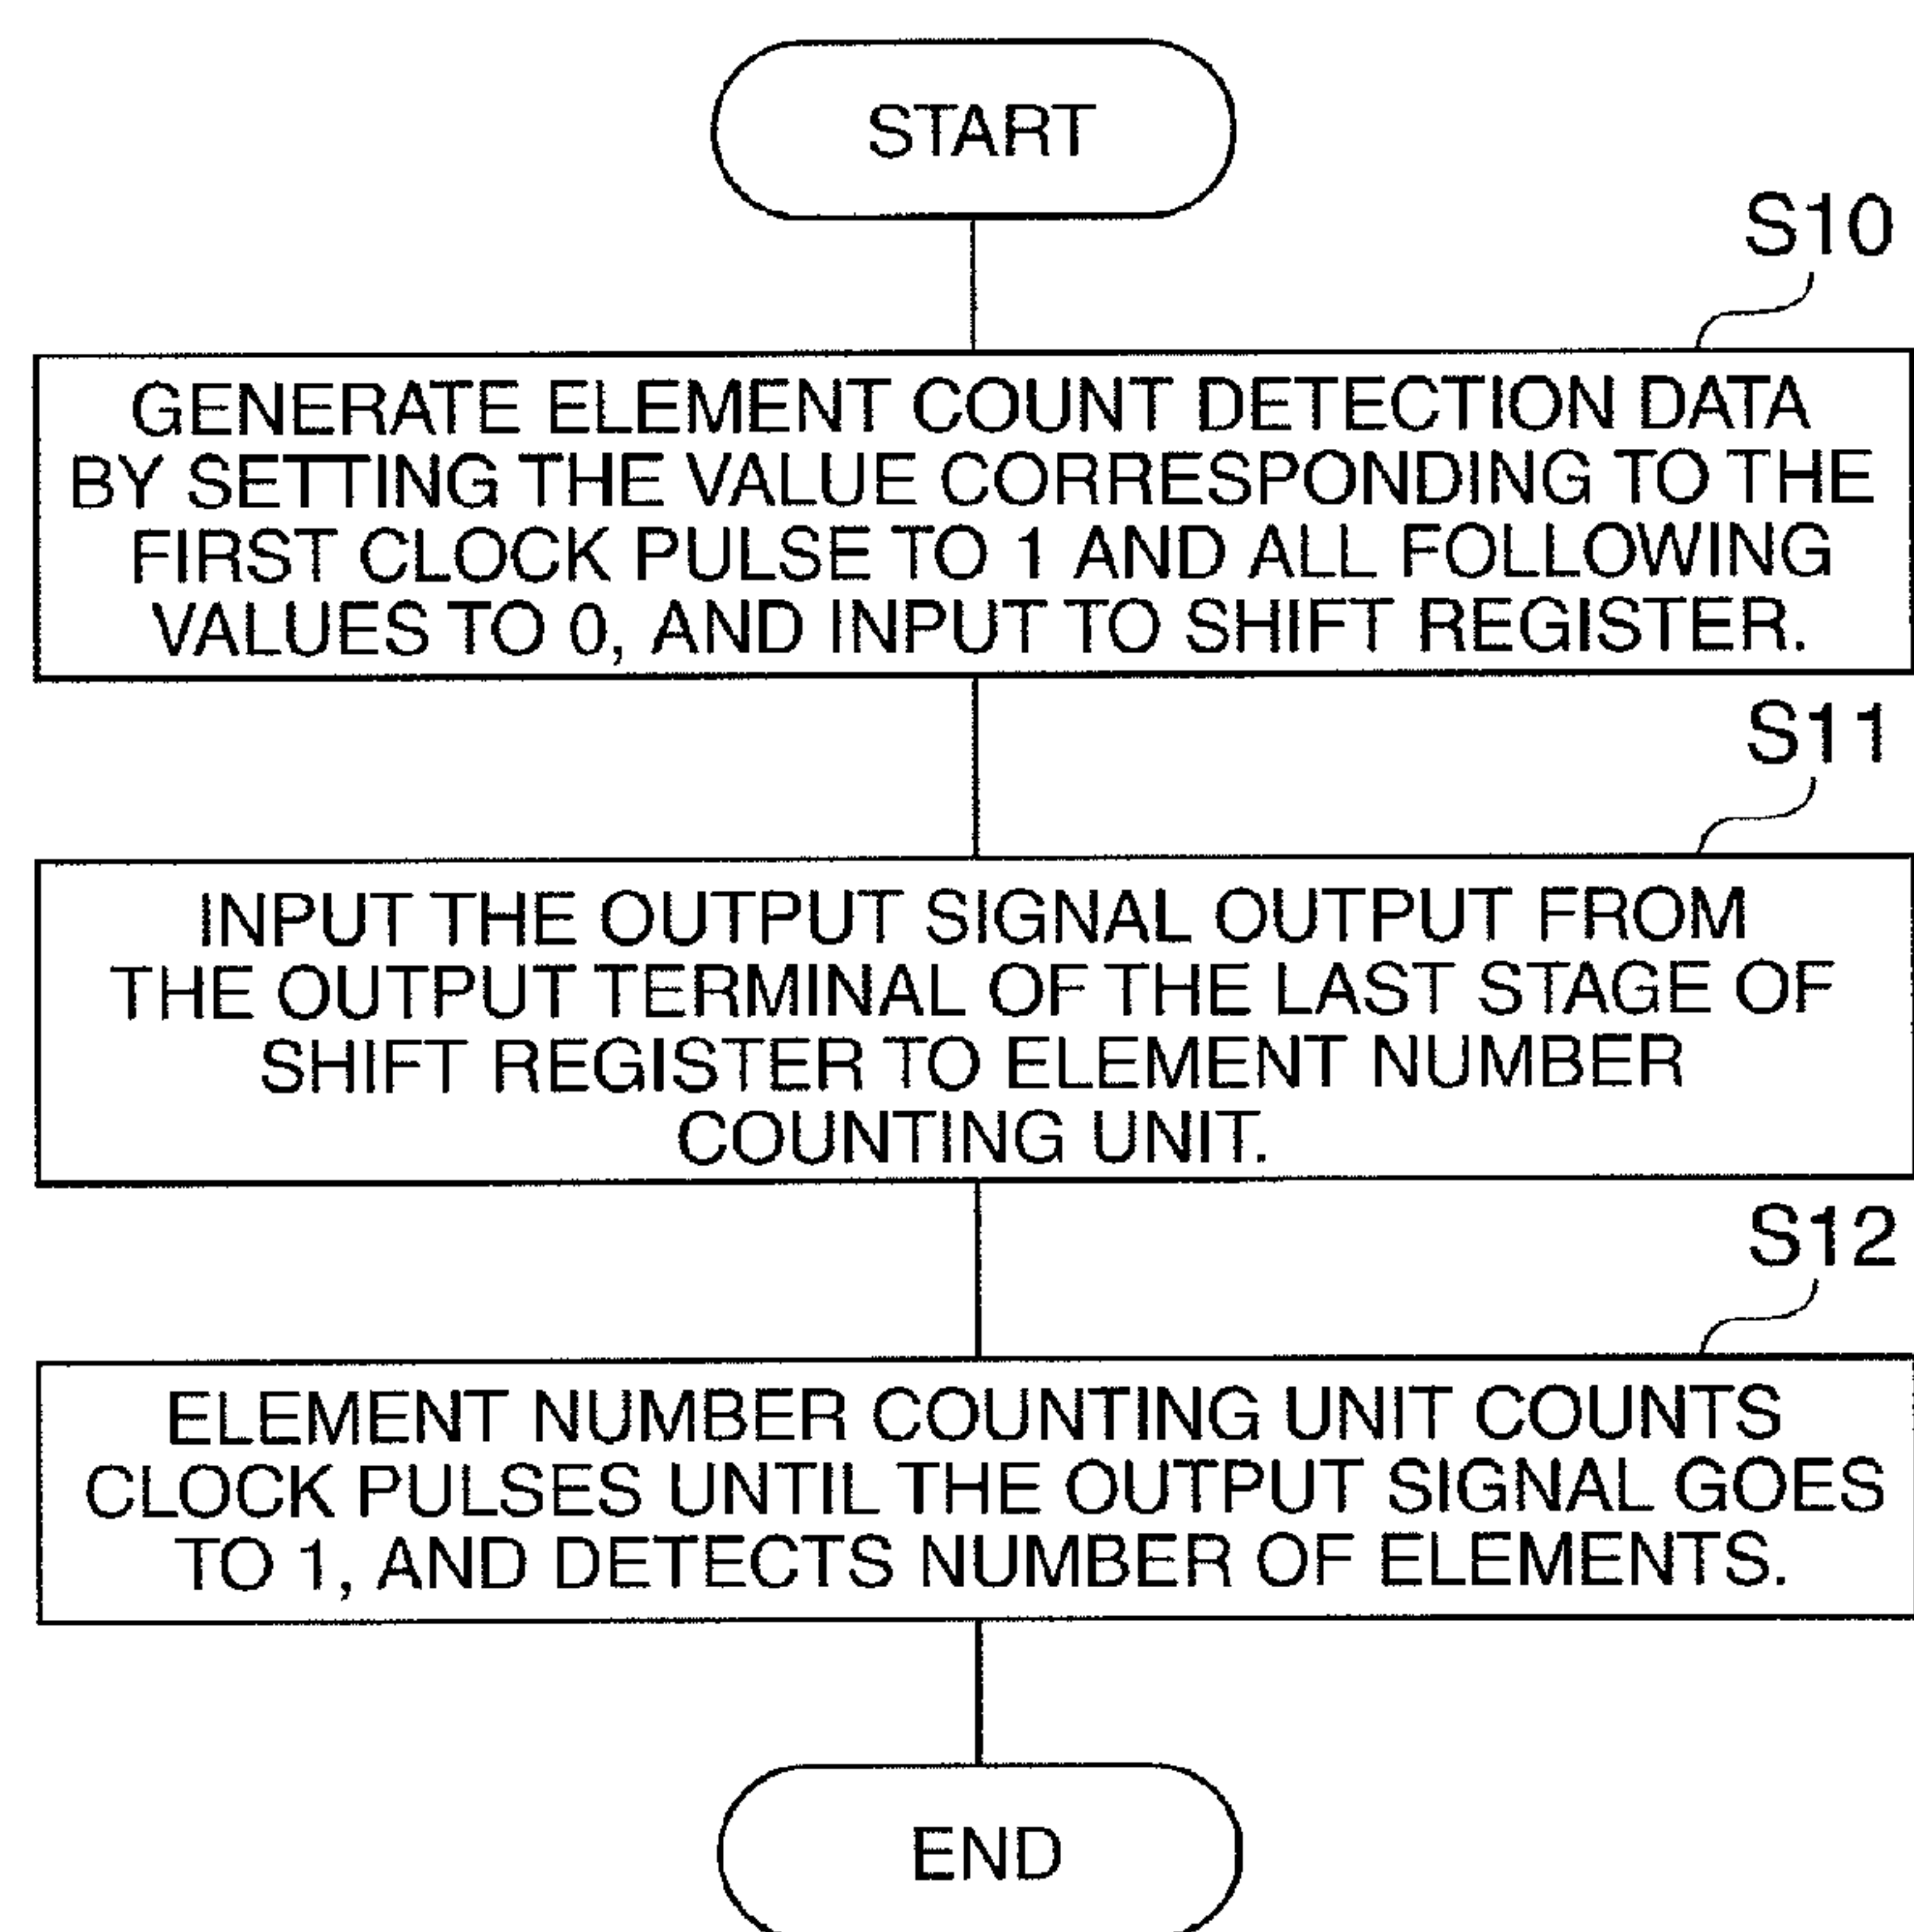 START
S10
GENERATE ELEMENT COUNT DETECTION DATA
BY SETTING THE VALUE CORRESPONDING TO THE
FIRST CLOCK PULSE TO 1 AND ALL FOLLOWING
VALUES TO 0, AND INPUT TO SHIFT REGISTER.
S11
INPUT THE OUTPUT SIGNAL OUTPUT FROM
THE OUTPUT TERMINAL OF THE LAST STAGE OF
SHIFT REGISTER TO ELEMENT NUMBER
COUNTING UNIT.
S12
ELEMENT NUMBER COUNTING UNIT COUNTS
CLOCK PULSES UNTIL THE OUTPUT SIGNAL GOES
TO 1, AND DETECTS NUMBER OF ELEMENTS.
END